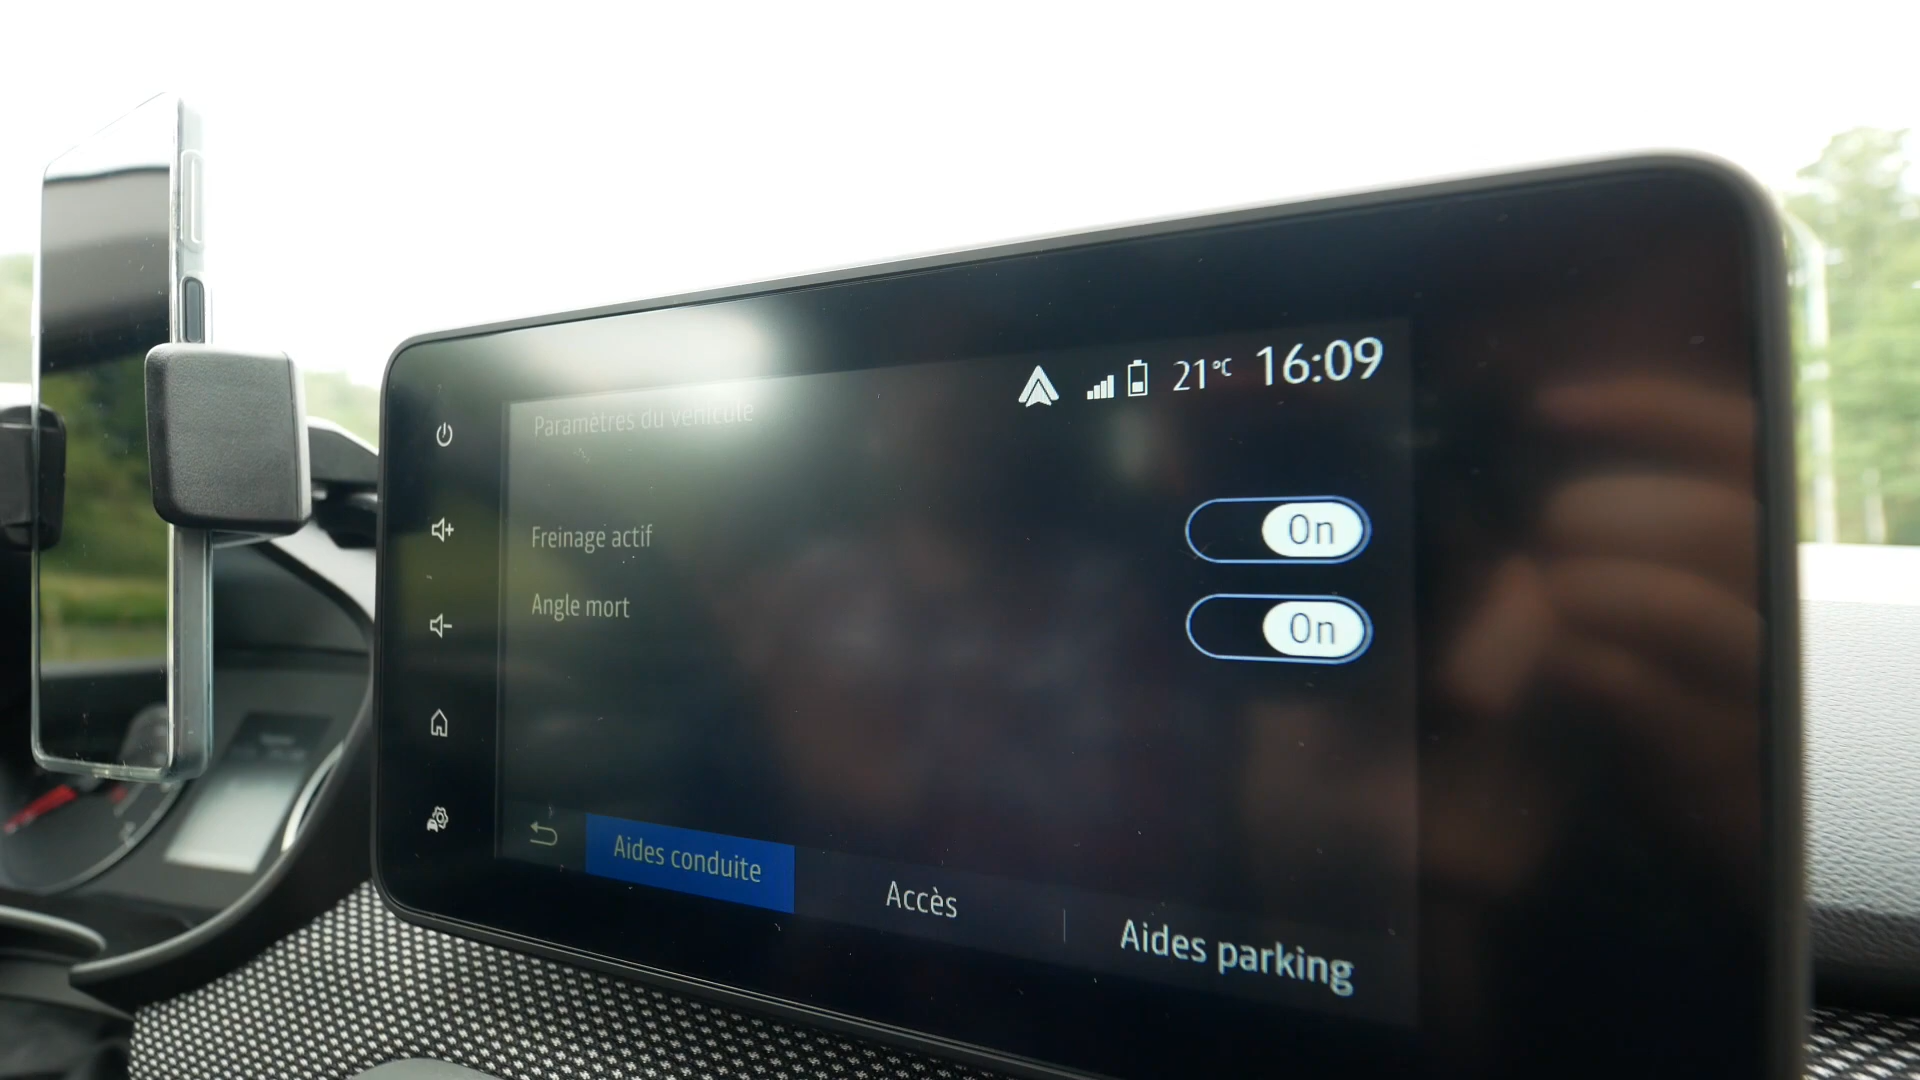 21°C 16:09
Paramètres du véhicule
Freinage actif On
Angle mort On
Aides conduite Accès Aides parking